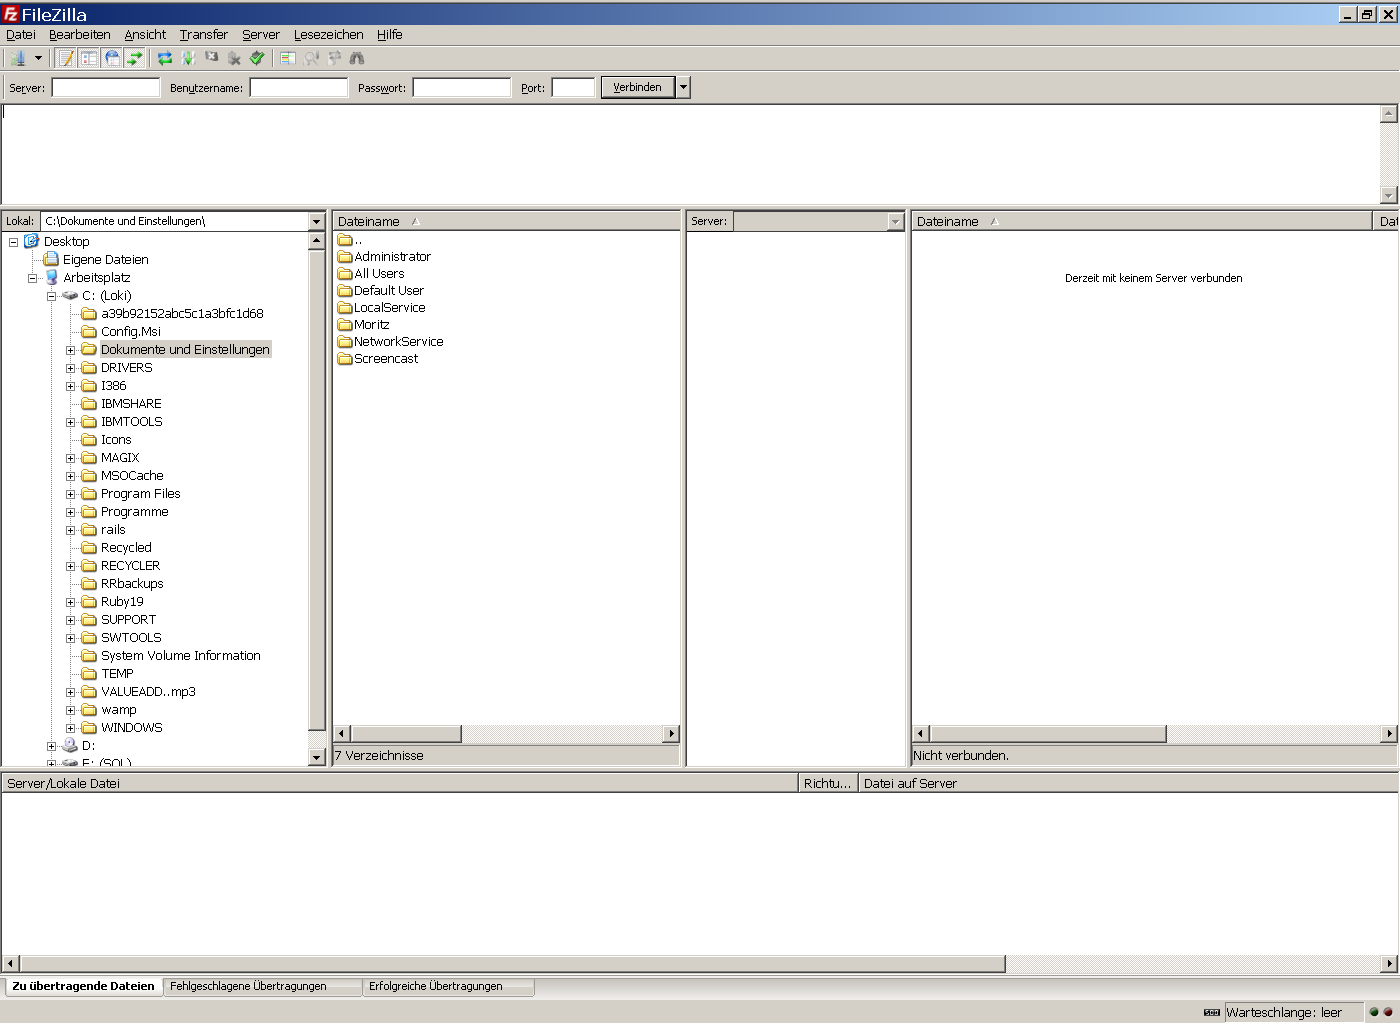 FileZilla
Datei Bearbeiten Ansicht Transfer Server Lesezeichen Hilfe
Server: Benutzername: Passwort: Port: Verbinden
Lokal: C:\Dokumente und Einstellungen\
Desktop
Eigene Dateien
Arbeitsplatz
C: (Loki)
a39b92152abc5c1a3bfc1d68
Config.Msi
Dokumente und Einstellungen
DRIVERS
I386
IBMSHARE
IBMTOOLS
Icons
MAGIX
MSOCache
Program Files
Programme
rails
Recycled
RECYCLER
RRbackups
Ruby19
SUPPORT
SWTOOLS
System Volume Information
TEMP
VALUEADD..mp3
wamp
WINDOWS
D:
E: (SOL)
Dateiname
..
Administrator
All Users
Default User
LocalService
Moritz
NetworkService
Screencast
7 Verzeichnisse
Server:
Dateiname Dat
Derzeit mit keinem Server verbunden
Nicht verbunden.
Server/Lokale Datei Richtu... Datei auf Server
Zu übertragende Dateien Fehlgeschlagene Übertragungen Erfolgreiche Übertragungen
Warteschlange: leer